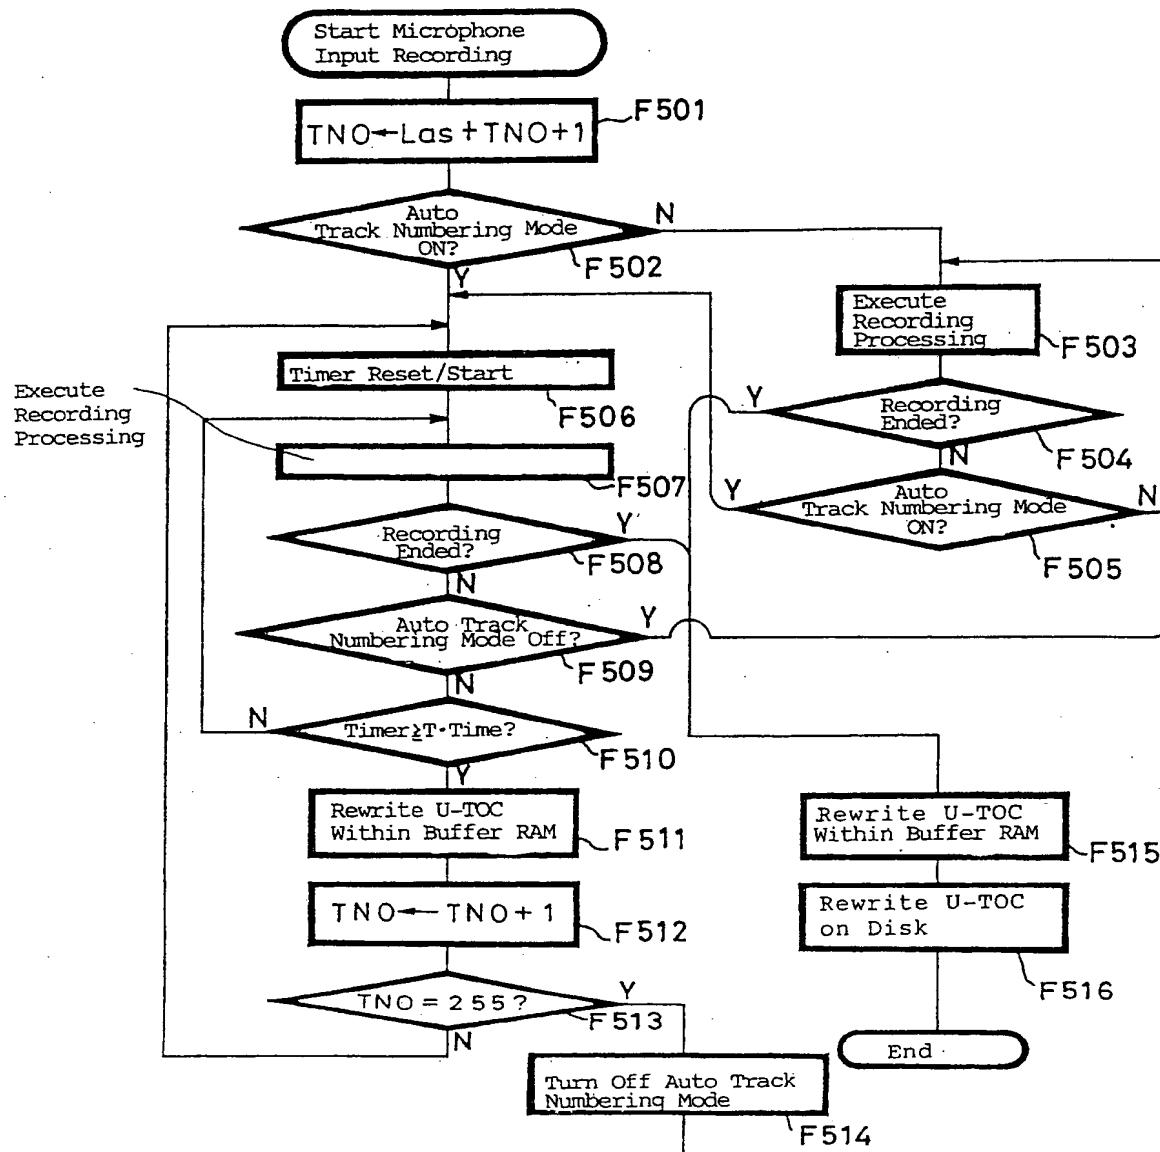 Start Microphone
Input Recording
F501
TNO←Las+TNO+1
Auto
Track Numbering Mode
ON?
N
F502
Y
Execute
Recording
Processing
F503
Timer Reset/Start
F506
Execute
Recording
Processing
Y
Recording
Ended?
F504
N
F507
Y
Auto
Track Numbering Mode
ON?
N
F505
Recording
Ended?
Y
F508
N
Auto Track
Numbering Mode Off?
Y
F509
N
N
Timer≧T·Time?
F510
Y
Rewrite U-TOC
Within Buffer RAM
F511
Rewrite U-TOC
Within Buffer RAM
F515
TNO←TNO+1
F512
Rewrite U-TOC
on Disk
F516
TNO=255?
Y
F513
N
End
Turn Off Auto Track
Numbering Mode
F514